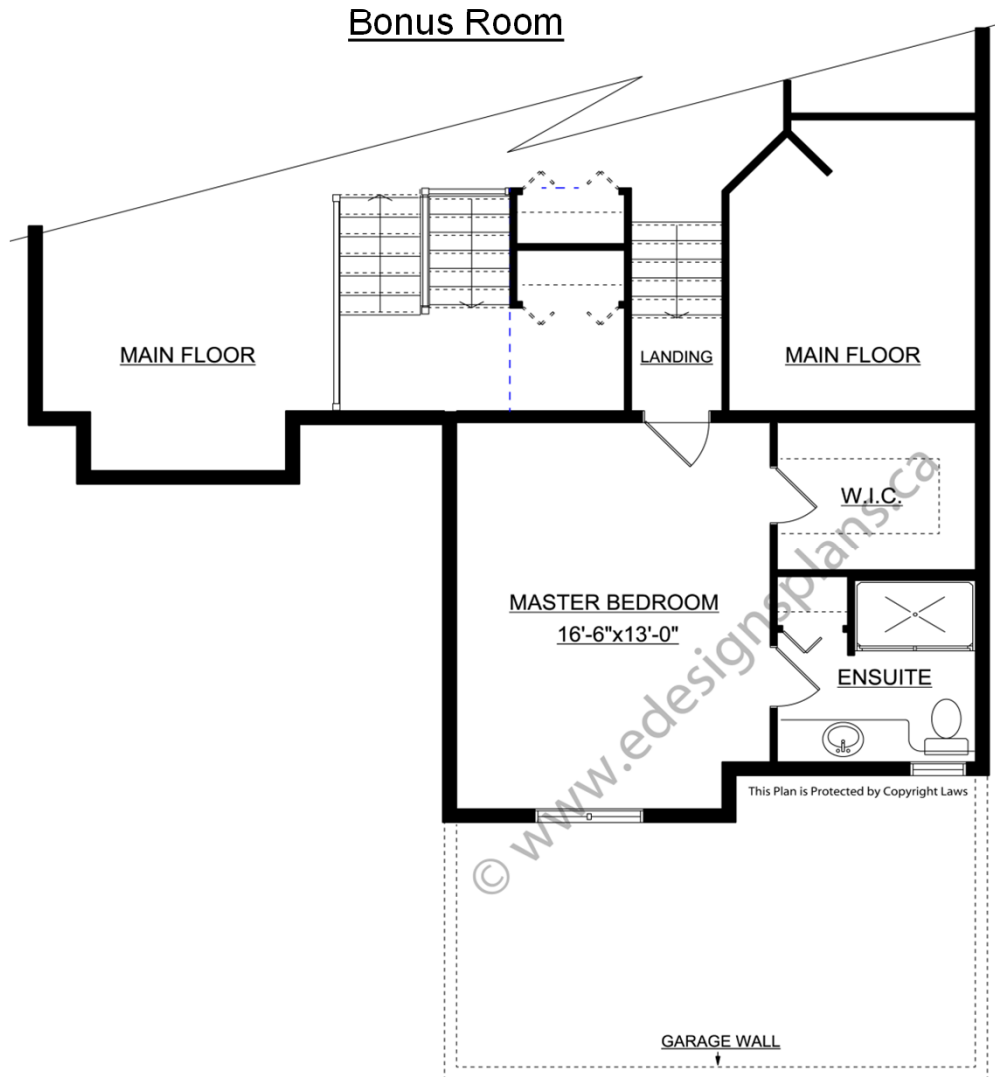 Bonus Room
MAIN FLOOR
LANDING
MAIN FLOOR
W.I.C.
MASTER BEDROOM
16'-6"x13'-0"
ENSUITE
This Plan is Protected by Copyright Laws
© www.edesignsplans.ca
GARAGE WALL